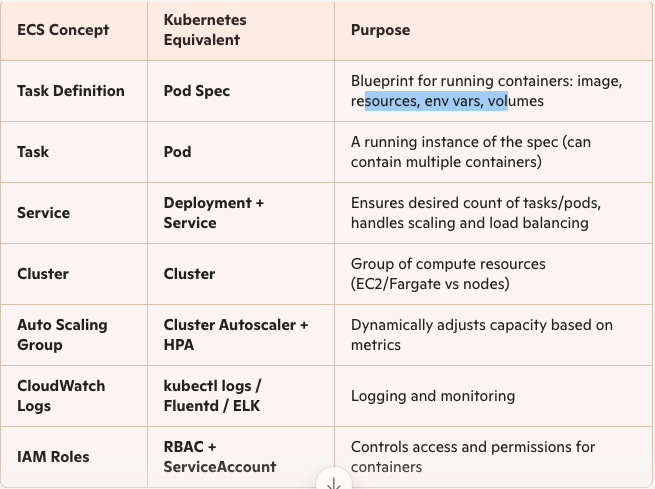 ECS Concept
Kubernetes
Equivalent
Purpose
Task Definition
Pod Spec
Blueprint for running containers: image,
resources, env vars, volumes
Task
Pod
A running instance of the spec (can
contain multiple containers)
Service
Deployment +
Service
Ensures desired count of tasks/pods,
handles scaling and load balancing
Cluster
Cluster
Group of compute resources
(EC2/Fargate vs nodes)
Auto Scaling
Group
Cluster Autoscaler +
HPA
Dynamically adjusts capacity based on
metrics
CloudWatch
Logs
kubectl logs /
Fluentd / ELK
Logging and monitoring
IAM Roles
RBAC +
ServiceAccount
Controls access and permissions for
containers